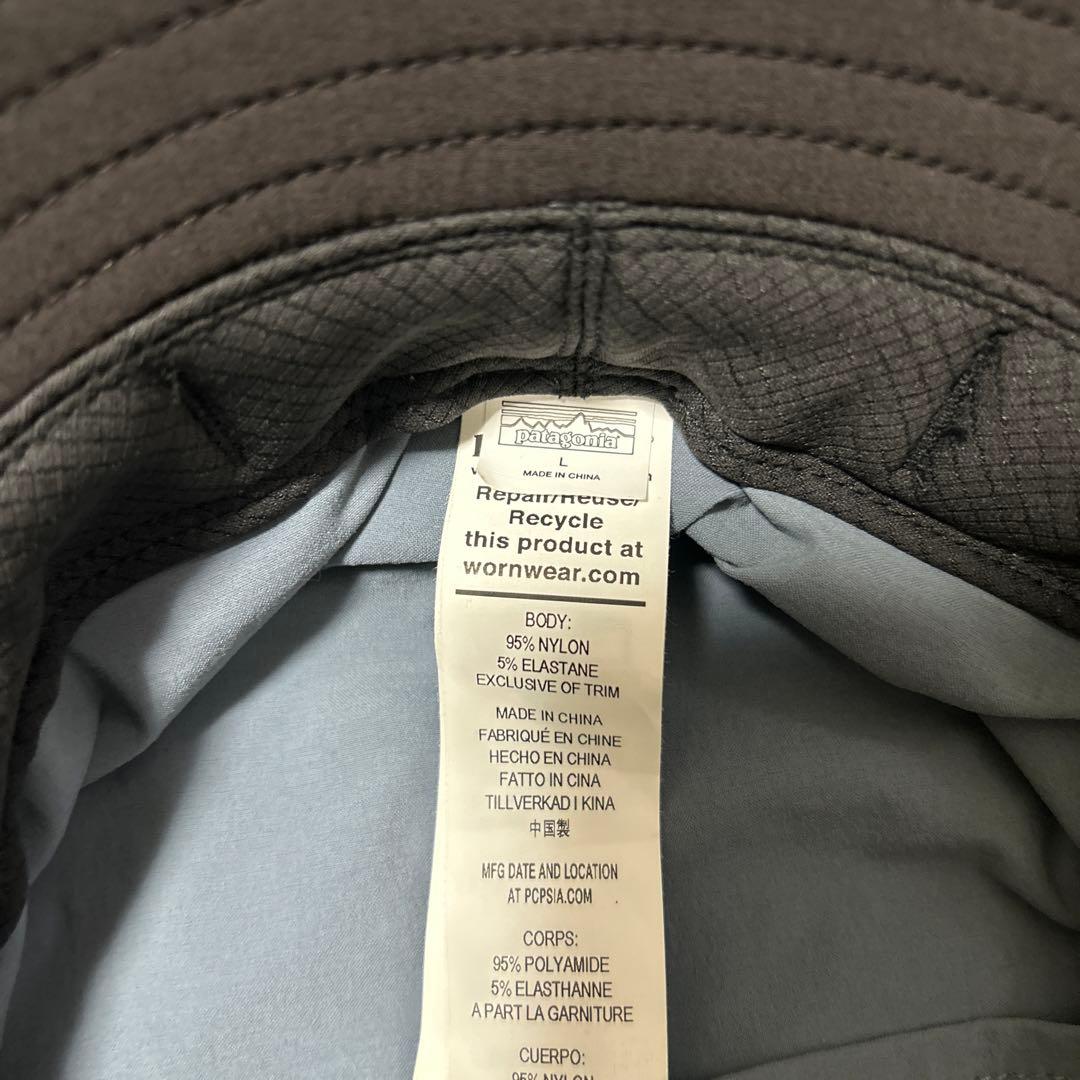 patagonia
L
MADE IN CHINA
Repair/Reuse/
Recycle
this product at
wornwear.com
BODY:
95% NYLON
5% ELASTANE
EXCLUSIVE OF TRIM
MADE IN CHINA
FABRIQUÉ EN CHINE
HECHO EN CHINA
FATTO IN CINA
TILLVERKAD I KINA
中国製
MFG DATE AND LOCATION
AT PCPSIA.COM
CORPS:
95% POLYAMIDE
5% ELASTHANNE
A PART LA GARNITURE
CUERPO:
95% NYLON